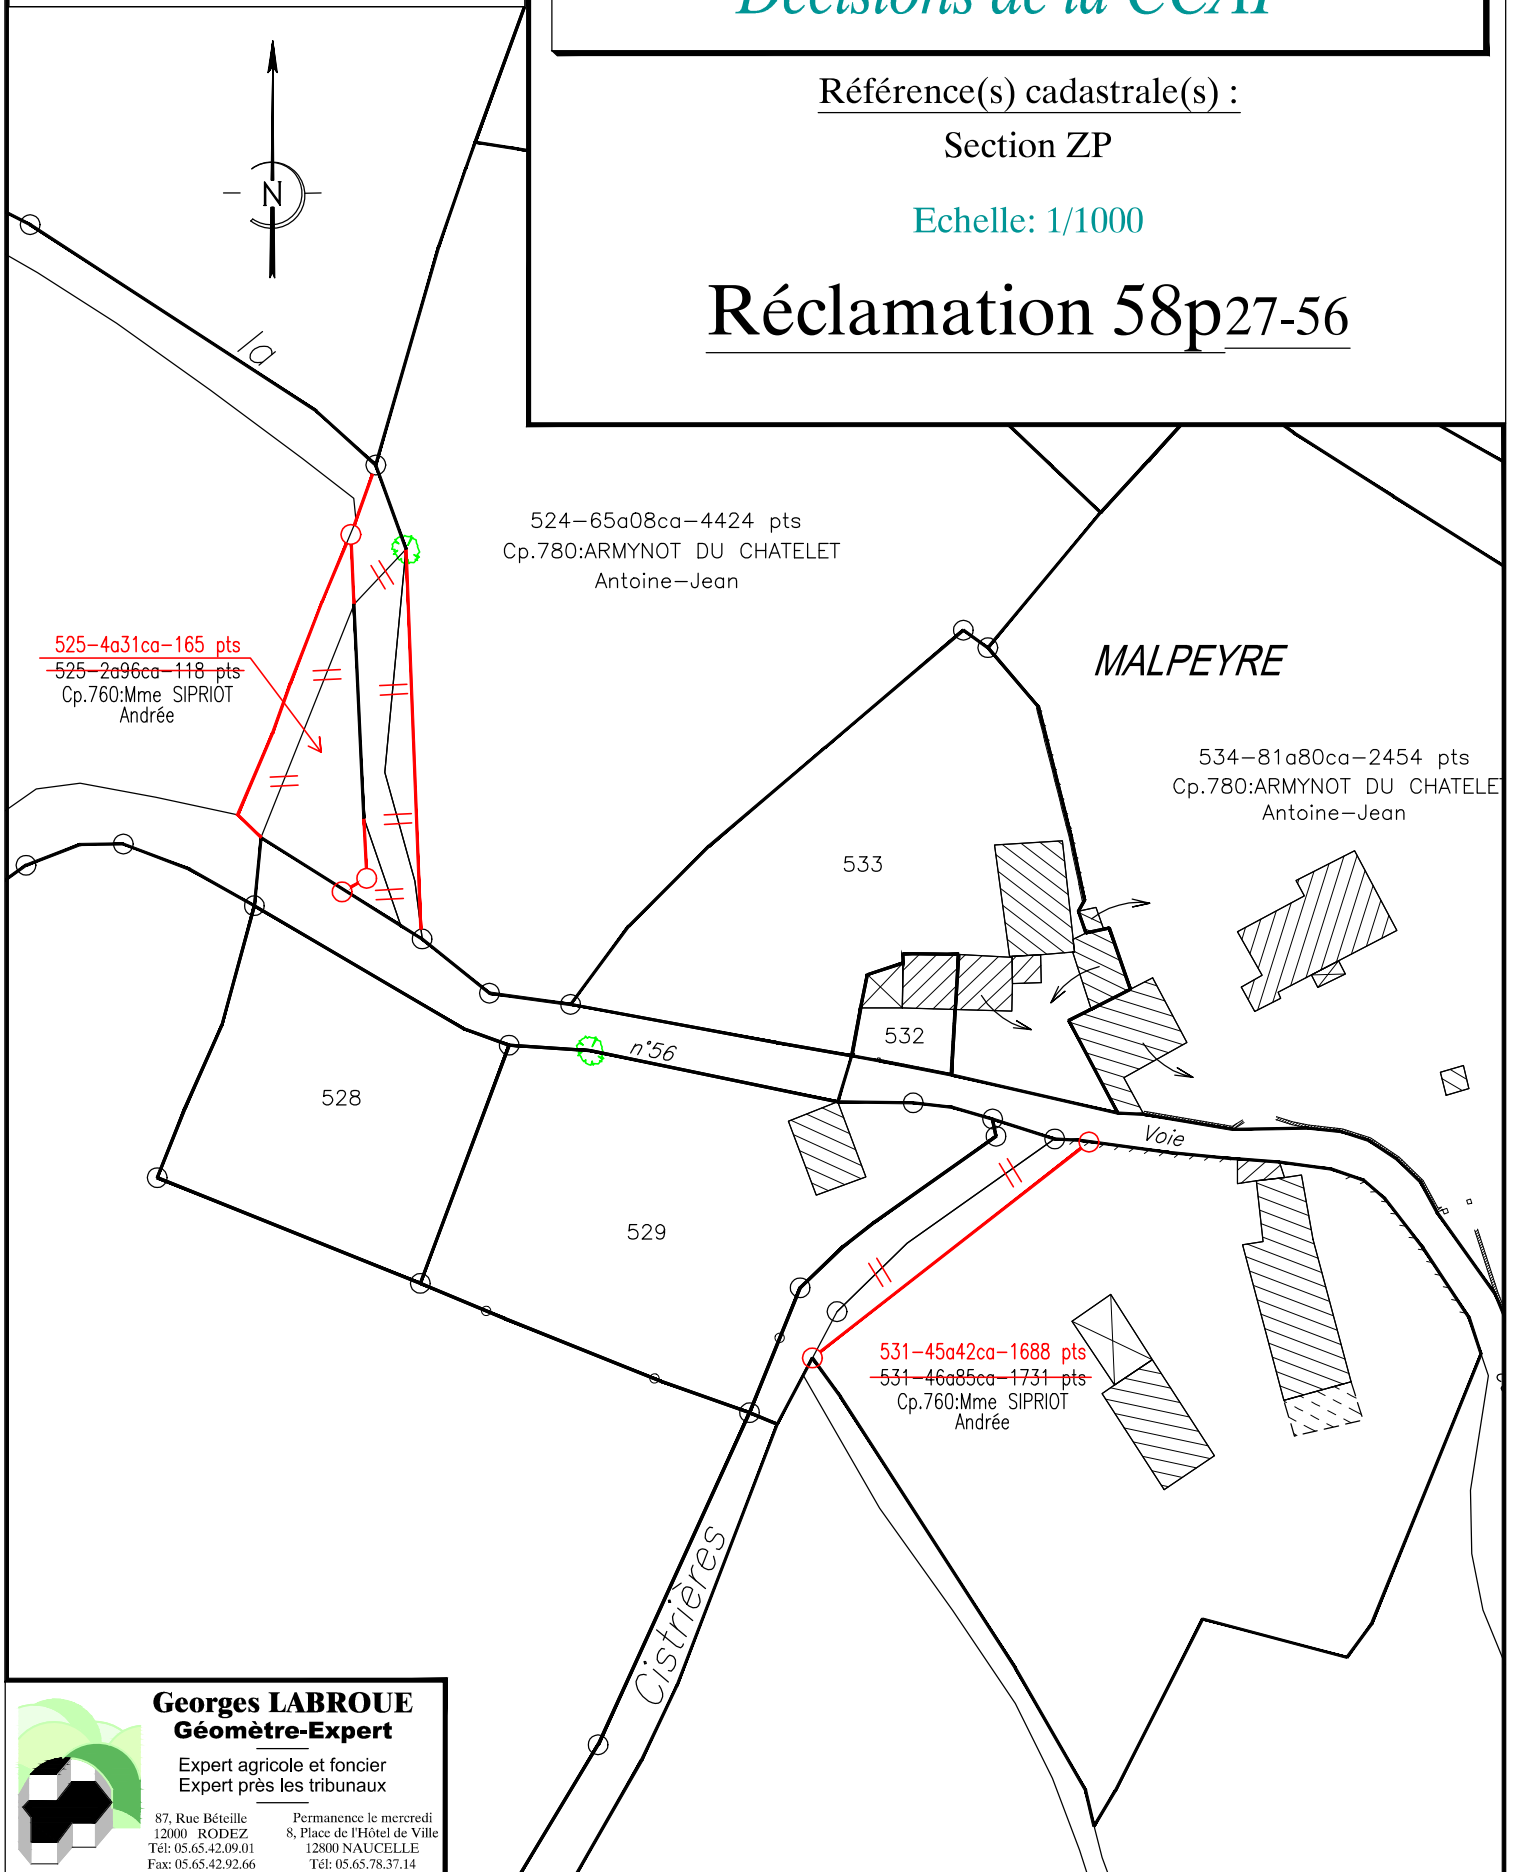 Décisions de la CCAF
Référence(s) cadastrale(s) :
Section ZP
Echelle: 1/1000
Réclamation 58p27-56
N
la
524-65a08ca-4424 pts
Cp.780:ARMYNOT DU CHATELET
Antoine-Jean
525-4a31ca-165 pts
525-2a96ca-118 pts
Cp.760:Mme SIPRIOT
Andrée
MALPEYRE
534-81a80ca-2454 pts
Cp.780:ARMYNOT DU CHATELE
Antoine-Jean
533
532
n°56
528
Voie
529
531-45a42ca-1688 pts
531-46a85ca-1731 pts
Cp.760:Mme SIPRIOT
Andrée
Cistrières
Georges LABROUE
Géomètre-Expert
Expert agricole et foncier
Expert près les tribunaux
87, Rue Béteille
12000 RODEZ
Tél: 05.65.42.09.01
Fax: 05.65.42.92.66
Permanence le mercredi
8, Place de l'Hôtel de Ville
12800 NAUCELLE
Tél: 05.65.78.37.14